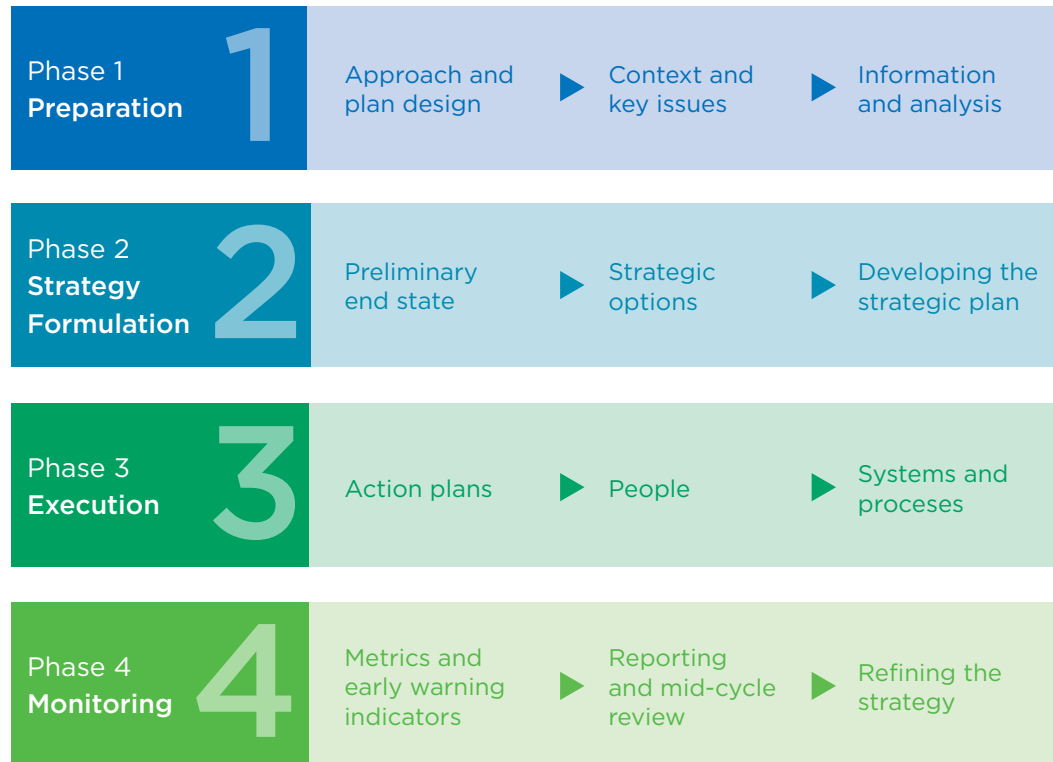 Phase 1
Preparation
1
Approach and
plan design
Context and
key issues
Information
and analysis
Phase 2
Strategy
Formulation
2
Preliminary
end state
Strategic
options
Developing the
strategic plan
Phase 3
Execution
3
Action plans
People
Systems and
proceses
Phase 4
Monitoring
4
Metrics and
early warning
indicators
Reporting
and mid-cycle
review
Refining the
strategy